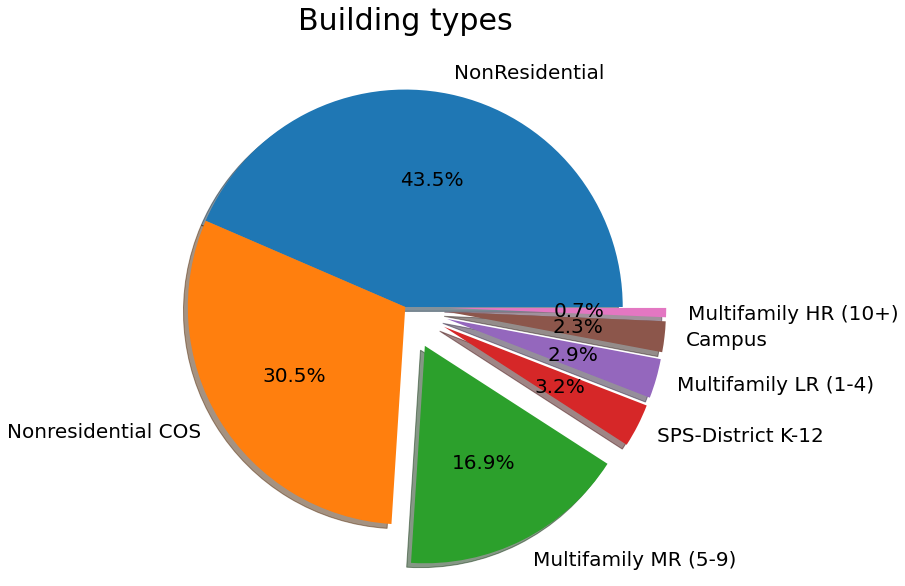 Building types
NonResidential
43.5%
0.7%
Multifamily HR (10+)
2.3%
Campus
2.9%
Multifamily LR (1-4)
3.2%
SPS-District K-12
30.5%
Nonresidential COS
16.9%
Multifamily MR (5-9)